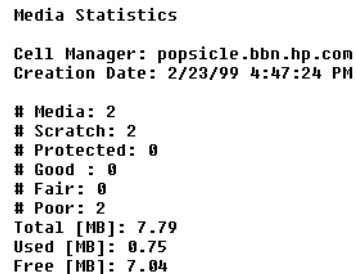 Media Statistics
Cell Manager: popsicle.bbn.hp.com
Creation Date: 2/23/99 4:47:24 PM
# Media: 2
# Scratch: 2
# Protected: 0
# Good : 0
# Fair: 0
# Poor: 2
Total [MB]: 7.79
Used [MB]: 0.75
Free [MB]: 7.04